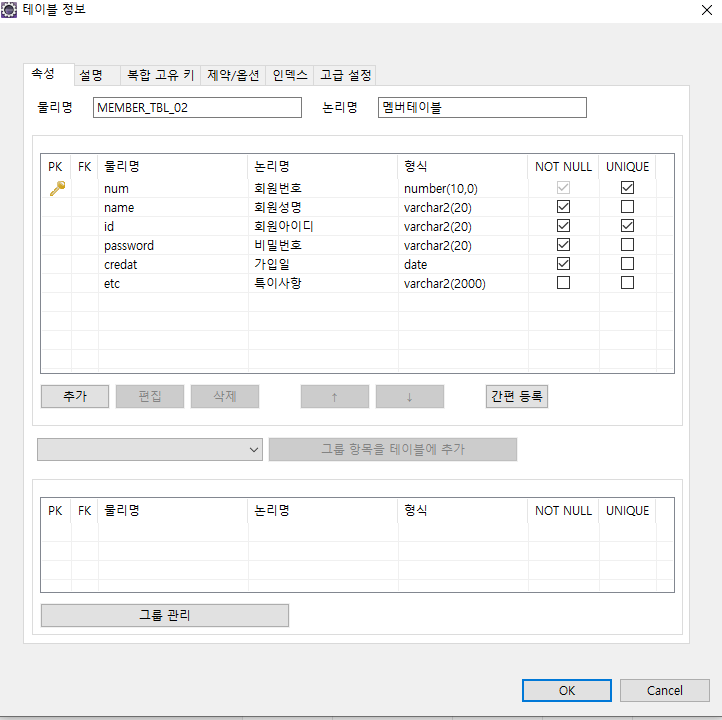 테이블 정보
속성 설명 복합 고유 키 제약/옵션 인덱스 고급 설정
물리명 MEMBER_TBL_02 논리명 멤버테이블
PK FK 물리명 논리명 형식 NOT NULL UNIQUE
num 회원번호 number(10,0)
name 회원성명 varchar2(20)
id 회원아이디 varchar2(20)
password 비밀번호 varchar2(20)
credat 가입일 date
etc 특이사항 varchar2(2000)
추가 편집 삭제 ↑ ↓ 간편 등록
그룹 항목을 테이블에 추가
PK FK 물리명 논리명 형식 NOT NULL UNIQUE
그룹 관리
OK Cancel